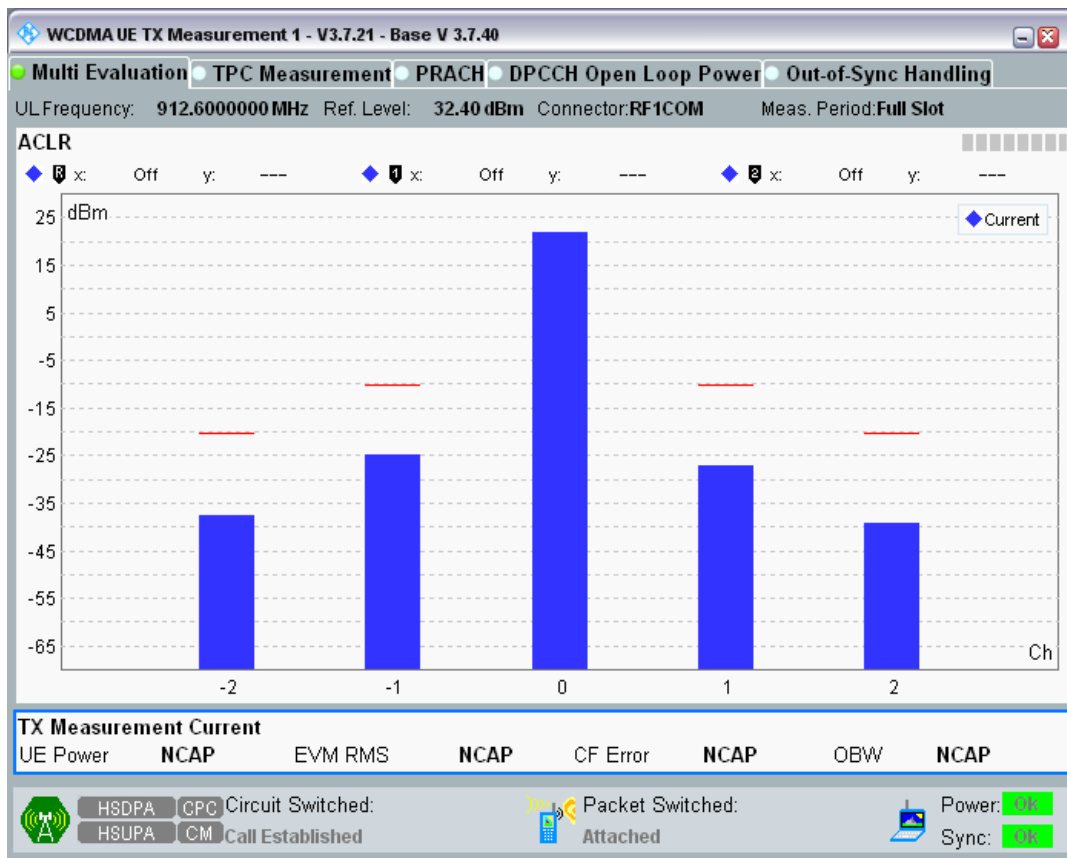 WCDMA UE TX Measurement 1 - V3.7.21 - Base V 3.7.40
Multi Evaluation TPC Measurement PRACH DPCCH Open Loop Power Out-of-Sync Handling
UL Frequency: 912.6000000 MHz Ref. Level: 32.40 dBm Connector:RF1COM Meas. Period:Full Slot
ACLR
R x: Off y: --- 1 x: Off y: --- 2 x: Off y: ---
dBm
Current
25
15
5
-5
-15
-25
-35
-45
-55
-65
Ch
-2 -1 0 1 2
TX Measurement Current
UE Power NCAP EVM RMS NCAP CF Error NCAP OBW NCAP
HSDPA CPC Circuit Switched: Packet Switched: Power: Ok
HSUPA CM Call Established Attached Sync: Ok